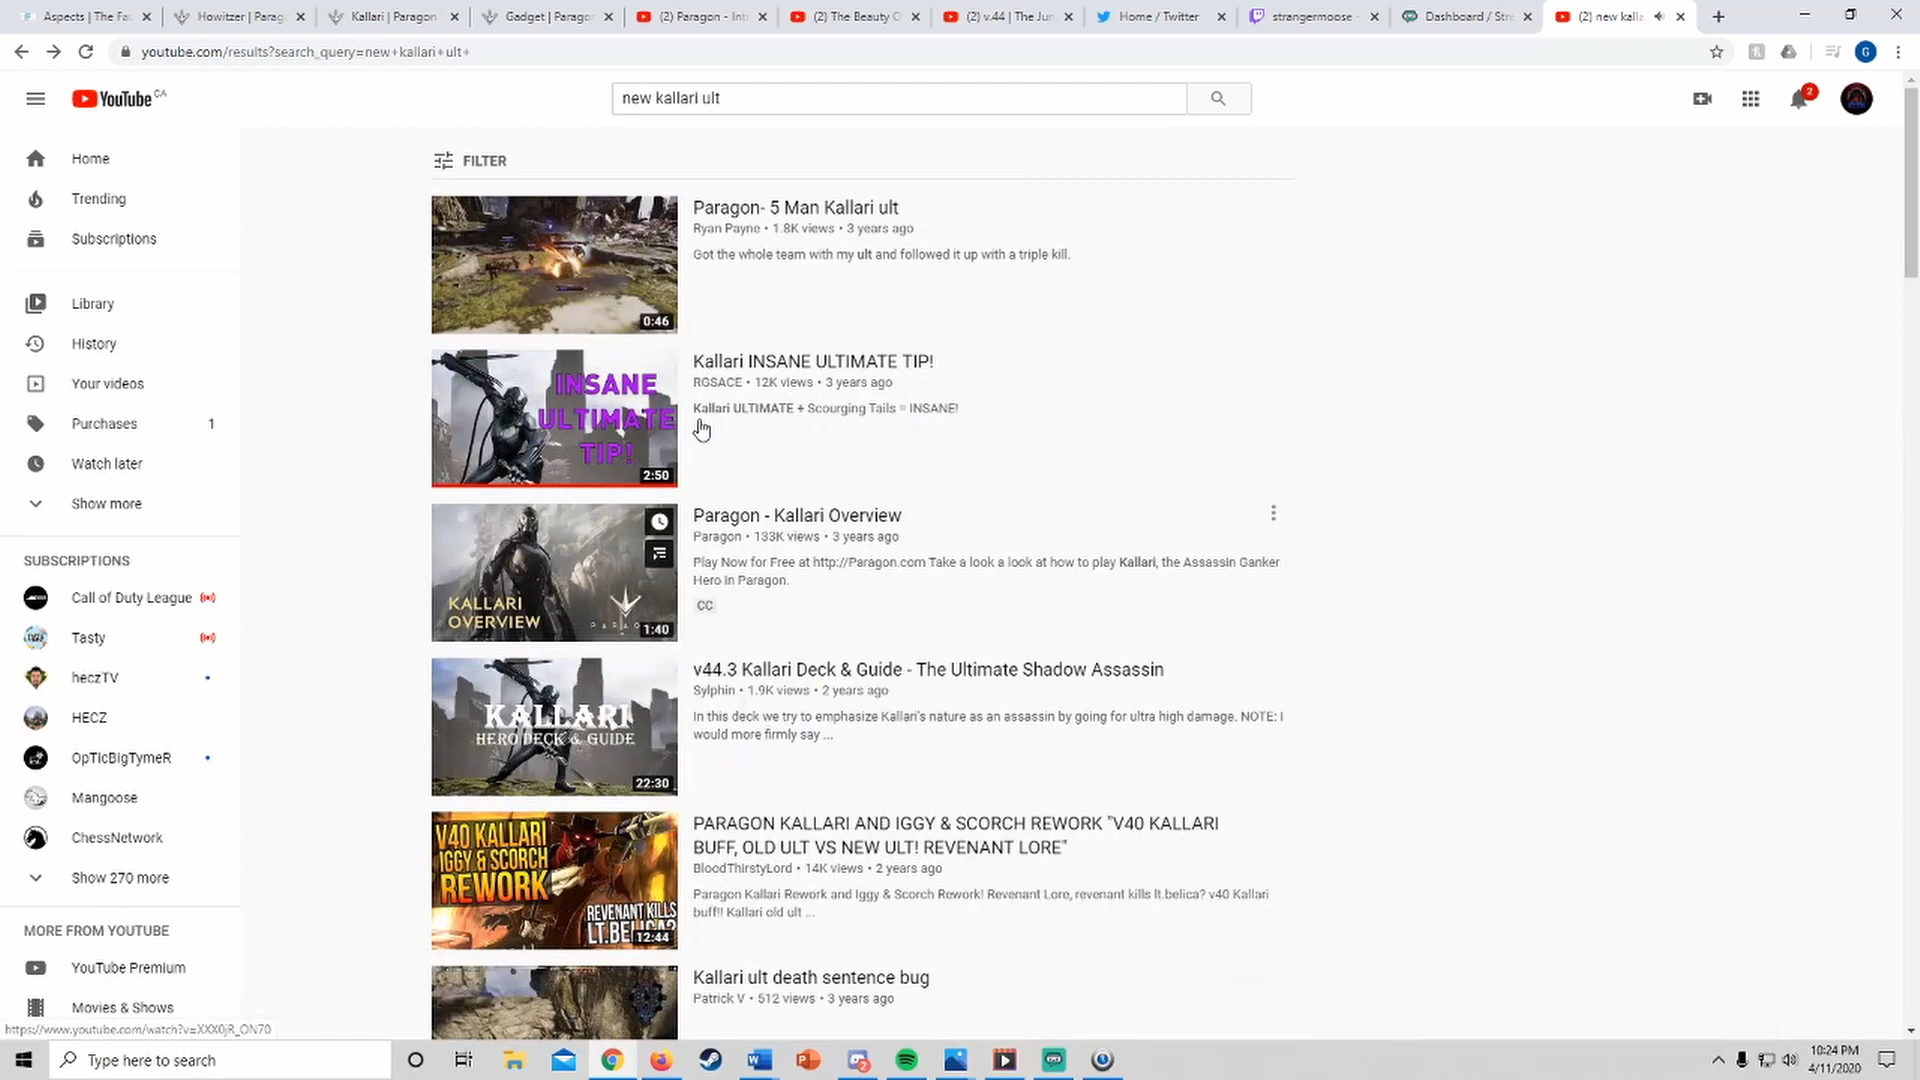 Aspects | The Fau
Howitzer | Parag
Kallari | Paragon
Gadget | Paragon
(2) Paragon - Int
(2) The Beauty O
(2) v.44 | The Jun
Home / Twitter
strangermoose -
Dashboard / Stre
(2) new kalla
youtube.com/results?search_query=new+kallari+ult+
G
YouTube CA
new kallari ult
2
Home
Trending
Subscriptions
Library
History
Your videos
Purchases 1
Watch later
Show more
SUBSCRIPTIONS
Call of Duty League
Tasty
heczTV
HECZ
OpTicBigTymeR
Mangoose
ChessNetwork
Show 270 more
MORE FROM YOUTUBE
YouTube Premium
Movies & Shows
https://www.youtube.com/watch?v=XXX0jR_ON70
FILTER
0:46
Paragon- 5 Man Kallari ult
Ryan Payne • 1.8K views • 3 years ago
Got the whole team with my ult and followed it up with a triple kill.
INSANE
ULTIMATE
TIP!
2:50
Kallari INSANE ULTIMATE TIP!
RGSACE • 12K views • 3 years ago
Kallari ULTIMATE + Scourging Tails = INSANE!
KALLARI
OVERVIEW
1:40
Paragon - Kallari Overview
Paragon • 133K views • 3 years ago
Play Now for Free at http://Paragon.com Take a look a look at how to play Kallari, the Assassin Ganker
Hero in Paragon.
CC
KALLARI
HERO DECK & GUIDE
22:30
v44.3 Kallari Deck & Guide - The Ultimate Shadow Assassin
Sylphin • 1.9K views • 2 years ago
In this deck we try to emphasize Kallari's nature as an assassin by going for ultra high damage. NOTE: I
would more firmly say ...
V40 KALLARI
IGGY & SCORCH
REWORK
REVENANT KILLS
LT.BELICA?
12:44
PARAGON KALLARI AND IGGY & SCORCH REWORK "V40 KALLARI
BUFF, OLD ULT VS NEW ULT! REVENANT LORE"
BloodThirstyLord • 14K views • 2 years ago
Paragon Kallari Rework and Iggy & Scorch Rework! Revenant Lore, revenant kills lt.belica? v40 Kallari
buff!! Kallari old ult ...
Kallari ult death sentence bug
Patrick V • 512 views • 3 years ago
Type here to search
2
10:24 PM
4/11/2020